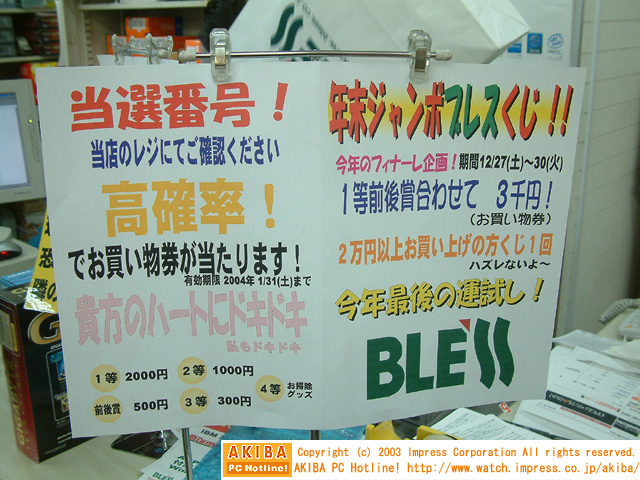 当選番号！
当店のレジにてご確認ください
高確率！
でお買い物券が当たります！
有効期限 2004年 1/31(土)まで
貴方のハートにドキドキ
私もドキドキ
1等 2000円 2等 1000円
前後賞 500円 3等 300円
4等 お掃除グッズ
年末ジャンボブレスくじ！！
今年のフィナーレ企画！期間12/27(土)～30(火)
1等前後賞合わせて 3千円！
（お買い物券）
2万円以上お買い上げの方くじ1回
ハズレないよ～
今年最後の運試し！
BLESS
IBM
AKIBA
PC Hotline!
Copyright (c) 2003 Impress Corporation All rights reserved.
AKIBA PC Hotline! http://www.watch.impress.co.jp/akiba/